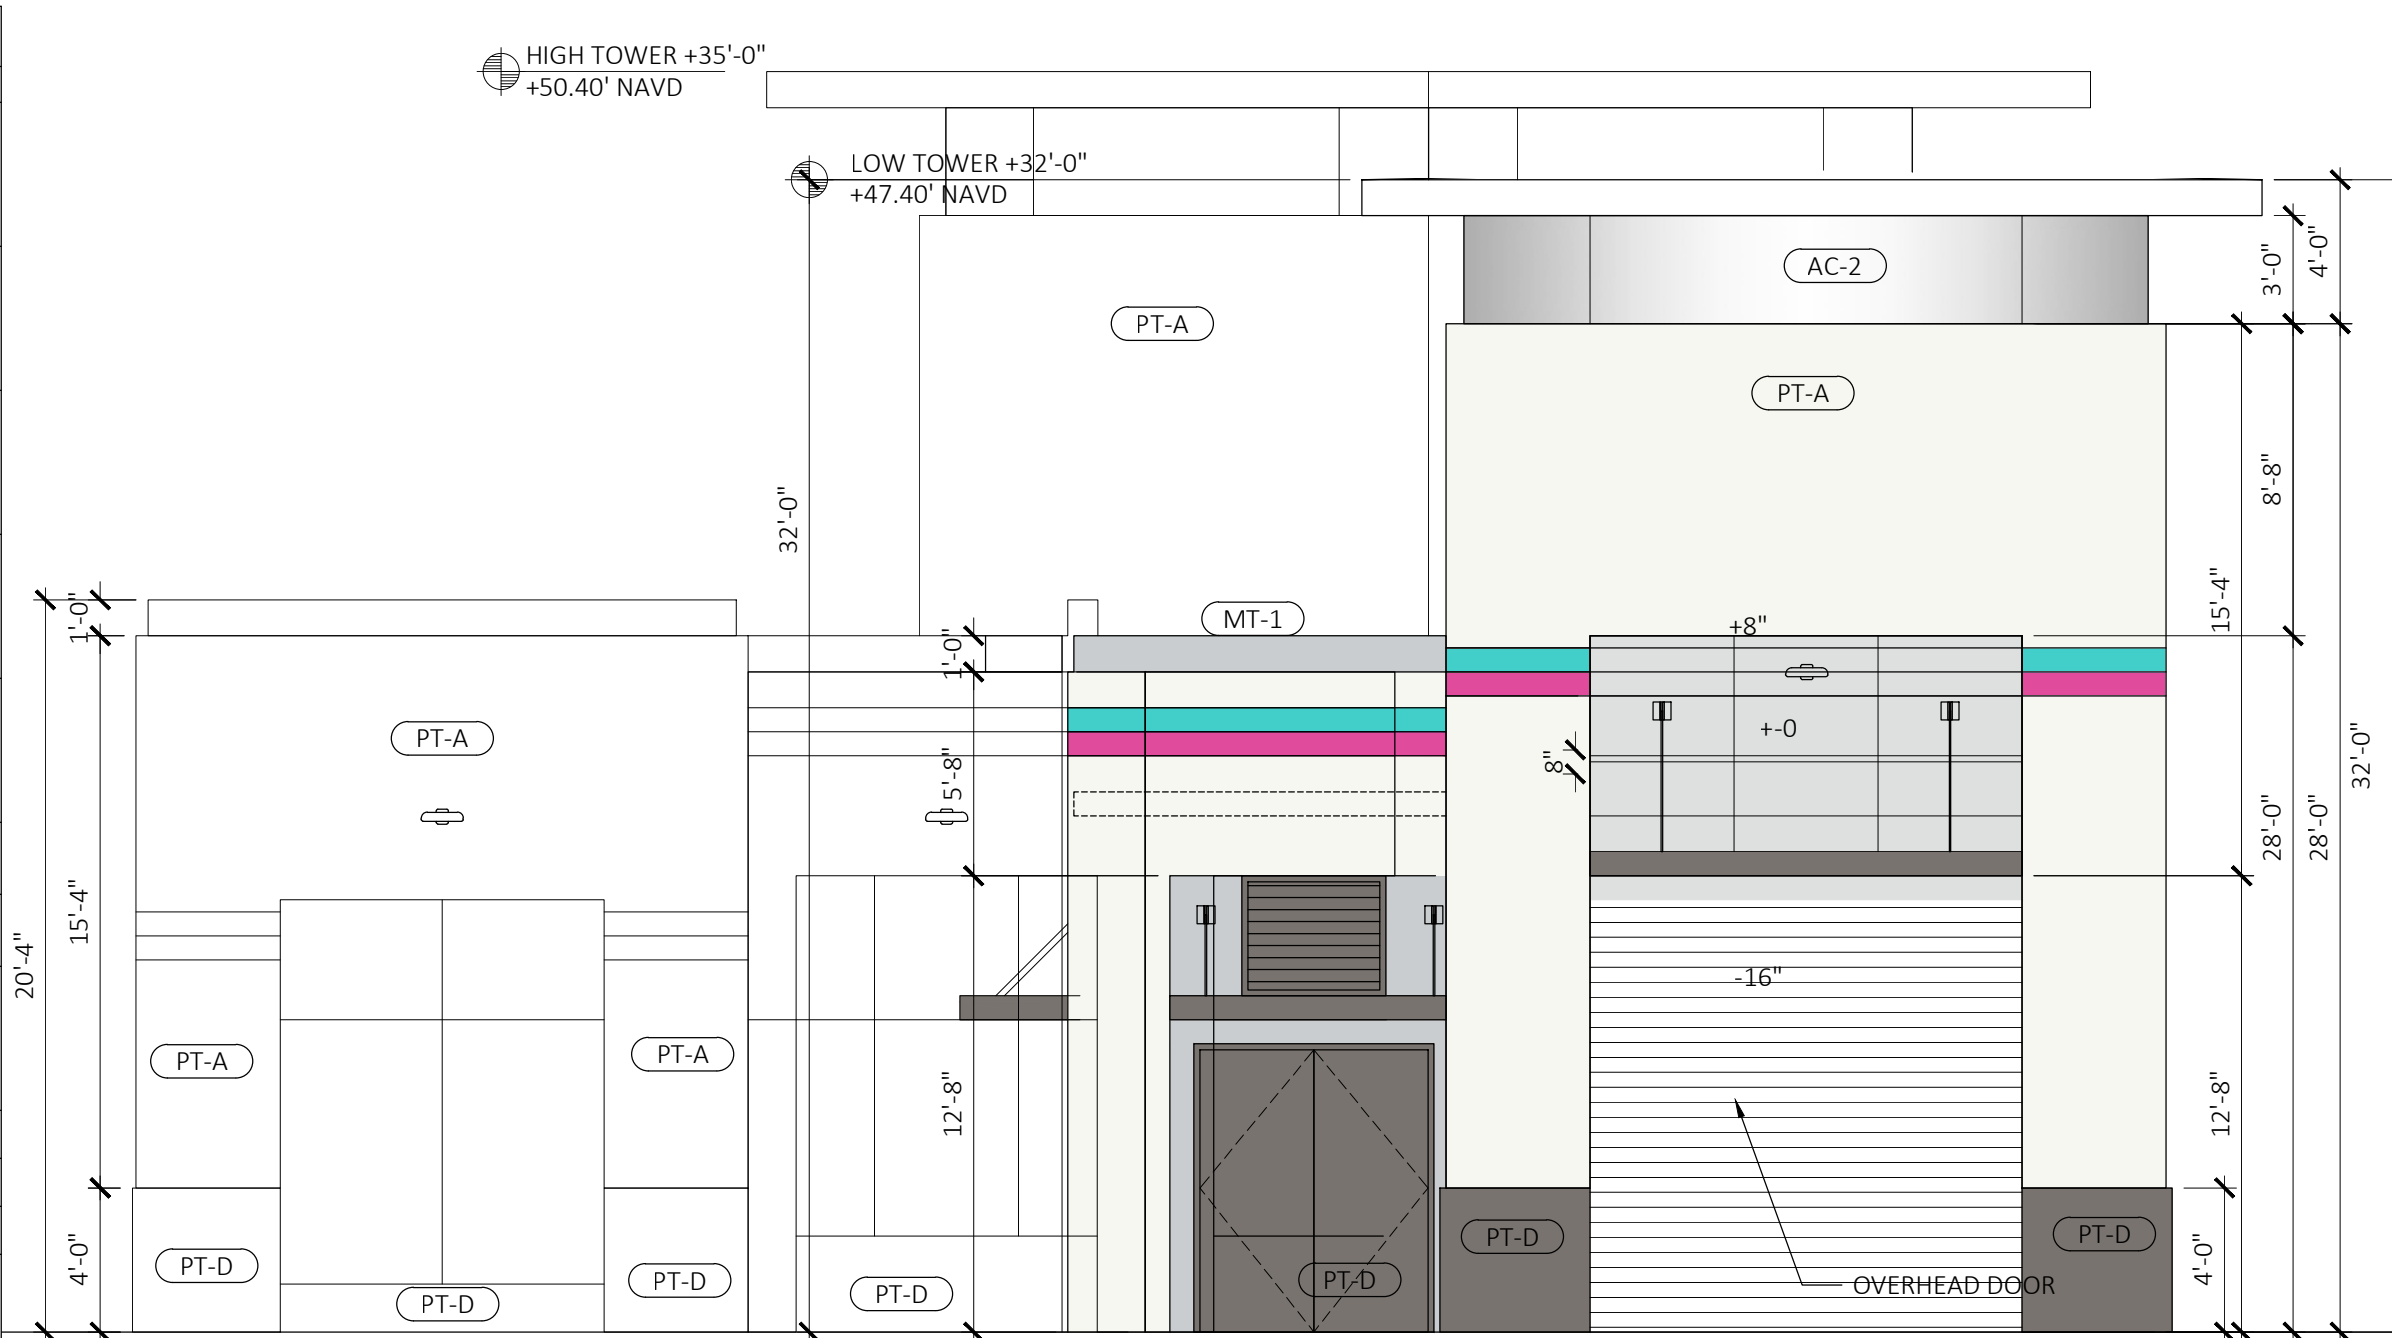 HIGH TOWER +35'-0"
+50.40' NAVD
LOW TOWER +32'-0"
+47.40' NAVD
AC-2
3'-0"
4'-0"
PT-A
PT-A
8'-8"
32'-0"
15'-4"
1'-0"
MT-1
+8"
1'-0"
PT-A
+-0
8"
5'-8"
32'-0"
28'-0"
28'-0"
15'-4"
20'-4"
-16"
PT-A
PT-A
12'-8"
12'-8"
PT-D
PT-D
4'-0"
PT-D
PT-D
PT-D
PT-D
PT-D
OVERHEAD DOOR
4'-0"